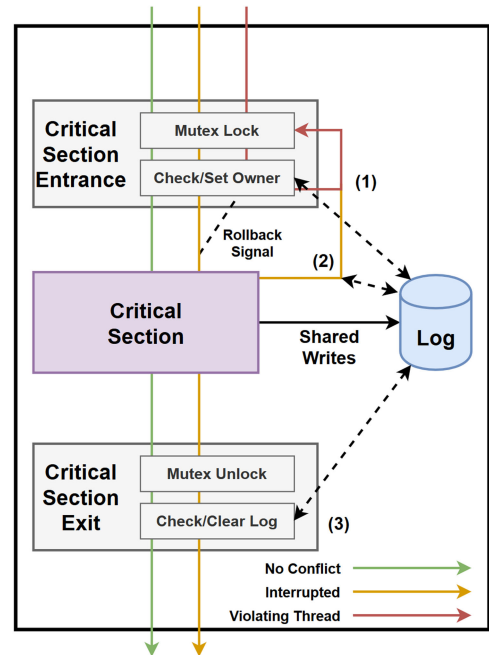 Critical
Section
Entrance
Mutex Lock
Check/Set Owner
(1)
Rollback
Signal
(2)
Critical
Section
Shared
Writes
Log
Critical
Section
Exit
Mutex Unlock
Check/Clear Log
(3)
No Conflict
Interrupted
Violating Thread